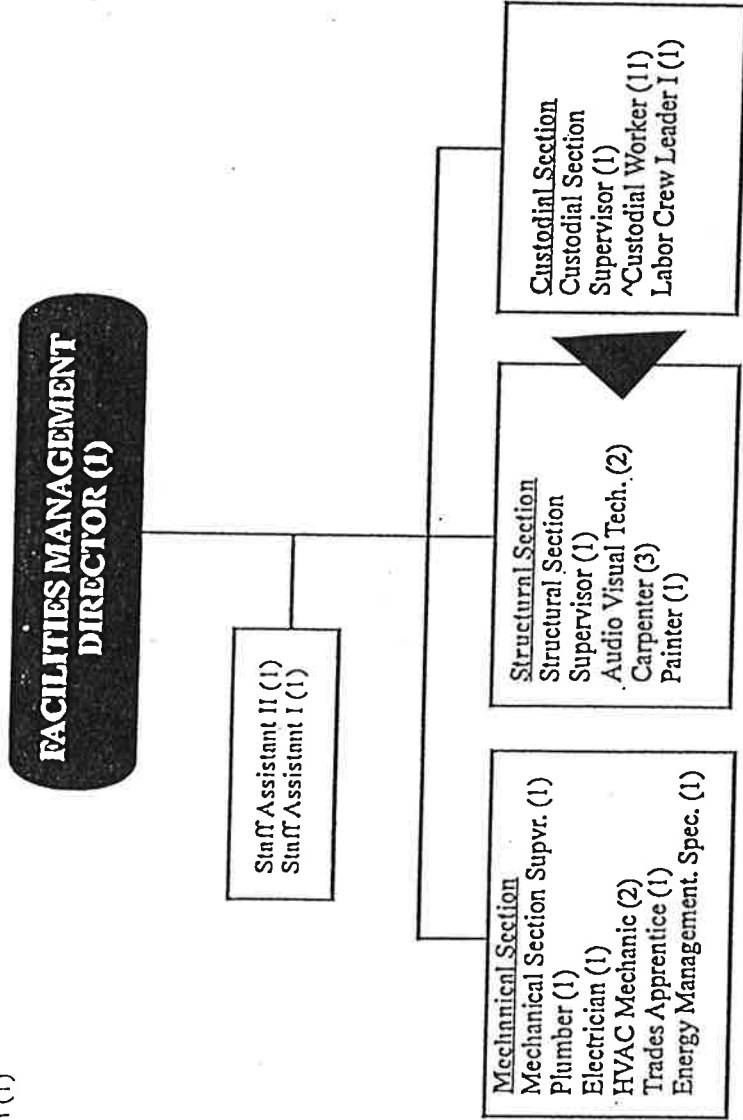 FACILITIES MANAGEMENT
DIRECTOR (1)
Staff Assistant II (1)
Staff Assistant I (1)
Mechanical Section
Mechanical Section Supvr. (1)
Plumber (1)
Electrician (1)
HVAC Mechanic (2)
Trades Apprentice (1)
Energy Management. Spec. (1)
Structural Section
Structural Section
Supervisor (1)
Audio Visual Tech. (2)
Carpenter (3)
Painter (1)
Custodial Section
Custodial Section
Supervisor (1)
^Custodial Worker (11)
Labor Crew Leader I (1)
(1)